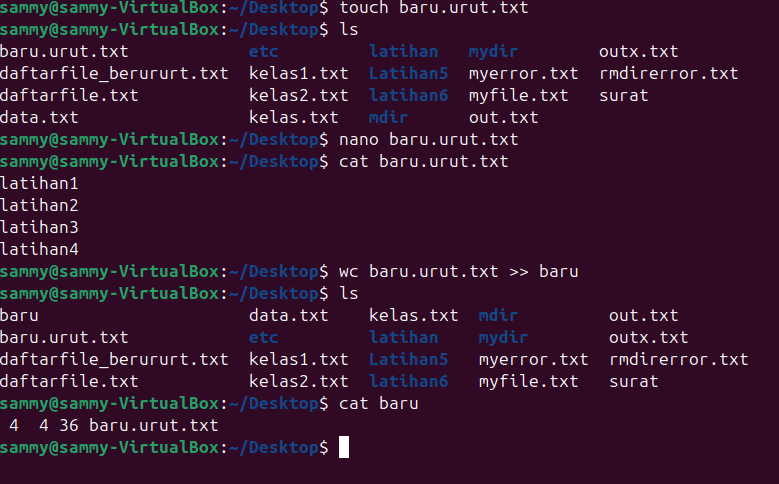 sammy@sammy-VirtualBox:~/Desktop$ touch baru.urut.txt
sammy@sammy-VirtualBox:~/Desktop$ ls
baru.urut.txt etc latihan mydir outx.txt
daftarfile_berururt.txt kelas1.txt Latihan5 myerror.txt rmdirerror.txt
daftarfile.txt kelas2.txt latihan6 myfile.txt surat
data.txt kelas.txt mdir out.txt
sammy@sammy-VirtualBox:~/Desktop$ nano baru.urut.txt
sammy@sammy-VirtualBox:~/Desktop$ cat baru.urut.txt
latihan1
latihan2
latihan3
latihan4
sammy@sammy-VirtualBox:~/Desktop$ wc baru.urut.txt >> baru
sammy@sammy-VirtualBox:~/Desktop$ ls
baru data.txt kelas.txt mdir out.txt
baru.urut.txt etc latihan mydir outx.txt
daftarfile_berururt.txt kelas1.txt Latihan5 myerror.txt rmdirerror.txt
daftarfile.txt kelas2.txt latihan6 myfile.txt surat
sammy@sammy-VirtualBox:~/Desktop$ cat baru
4 4 36 baru.urut.txt
sammy@sammy-VirtualBox:~/Desktop$